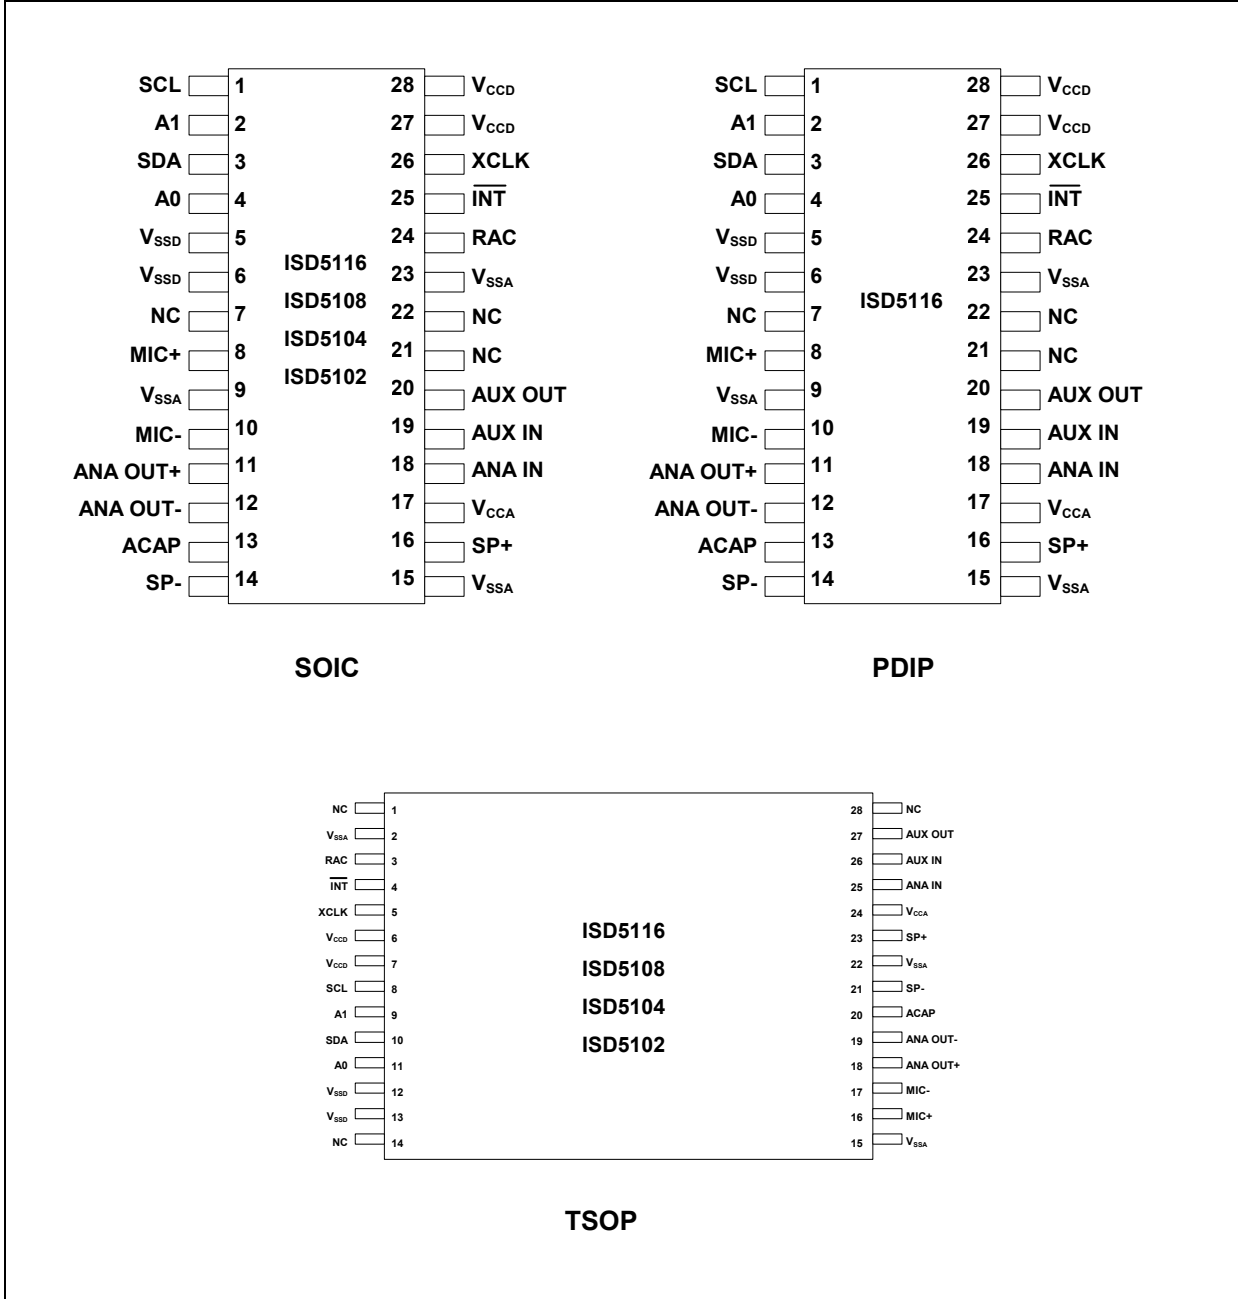 SCL 1 28 VCCD
A1 2 27 VCCD
SDA 3 26 XCLK
A0 4 25 INT
VSSD 5 24 RAC
VSSD 6 23 VSSA
NC 7 22 NC
MIC+ 8 21 NC
VSSA 9 20 AUX OUT
MIC- 10 19 AUX IN
ANA OUT+ 11 18 ANA IN
ANA OUT- 12 17 VCCA
ACAP 13 16 SP+
SP- 14 15 VSSA
ISD5116
ISD5108
ISD5104
ISD5102
SOIC
SCL 1 28 VCCD
A1 2 27 VCCD
SDA 3 26 XCLK
A0 4 25 INT
VSSD 5 24 RAC
VSSD 6 23 VSSA
NC 7 22 NC
MIC+ 8 21 NC
VSSA 9 20 AUX OUT
MIC- 10 19 AUX IN
ANA OUT+ 11 18 ANA IN
ANA OUT- 12 17 VCCA
ACAP 13 16 SP+
SP- 14 15 VSSA
ISD5116
PDIP
NC 1 28 NC
VSSA 2 27 AUX OUT
RAC 3 26 AUX IN
INT 4 25 ANA IN
XCLK 5 24 VCCA
VCCD 6 23 SP+
VCCD 7 22 VSSA
SCL 8 21 SP-
A1 9 20 ACAP
SDA 10 19 ANA OUT-
A0 11 18 ANA OUT+
VSSD 12 17 MIC-
VSSD 13 16 MIC+
NC 14 15 VSSA
ISD5116
ISD5108
ISD5104
ISD5102
TSOP